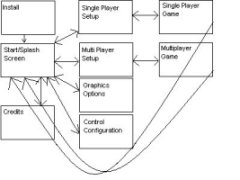 Install
Single Player
Setup
Single Player
Game
Start/Splash
Screen
Multi Player
Setup
Multiplayer
Game
Graphics
Options
Credits
Control
Configuration